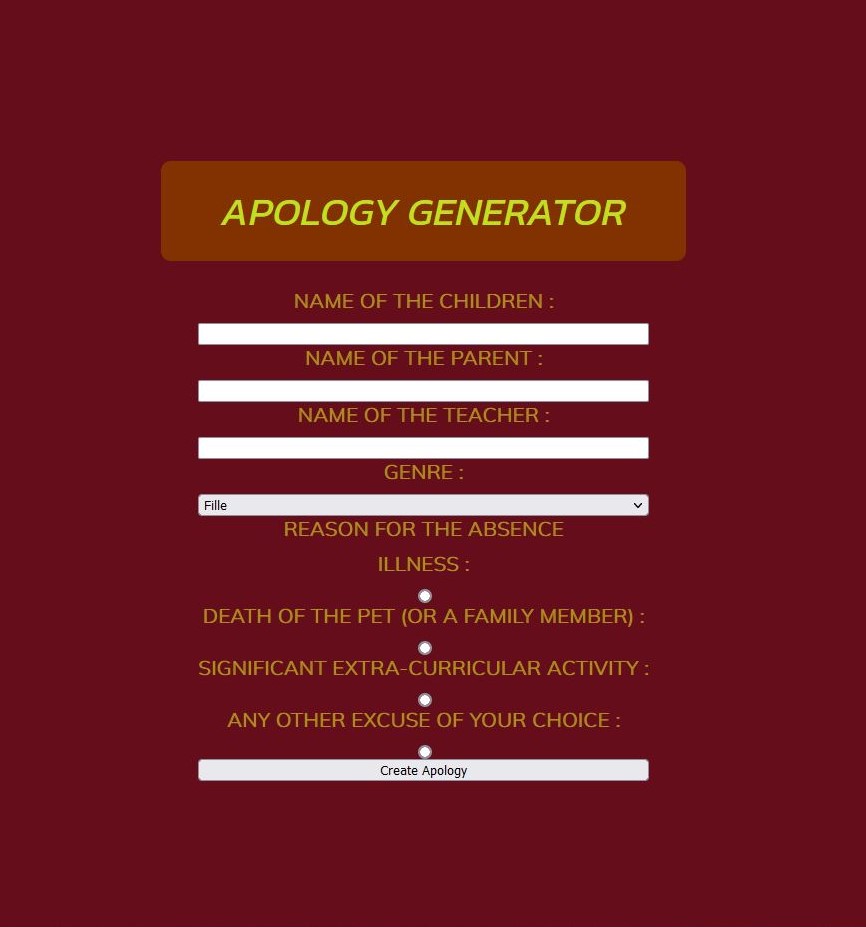 APOLOGY GENERATOR
NAME OF THE CHILDREN :
NAME OF THE PARENT :
NAME OF THE TEACHER :
GENRE :
Fille
REASON FOR THE ABSENCE
ILLNESS :
DEATH OF THE PET (OR A FAMILY MEMBER) :
SIGNIFICANT EXTRA-CURRICULAR ACTIVITY :
ANY OTHER EXCUSE OF YOUR CHOICE :
Create Apology